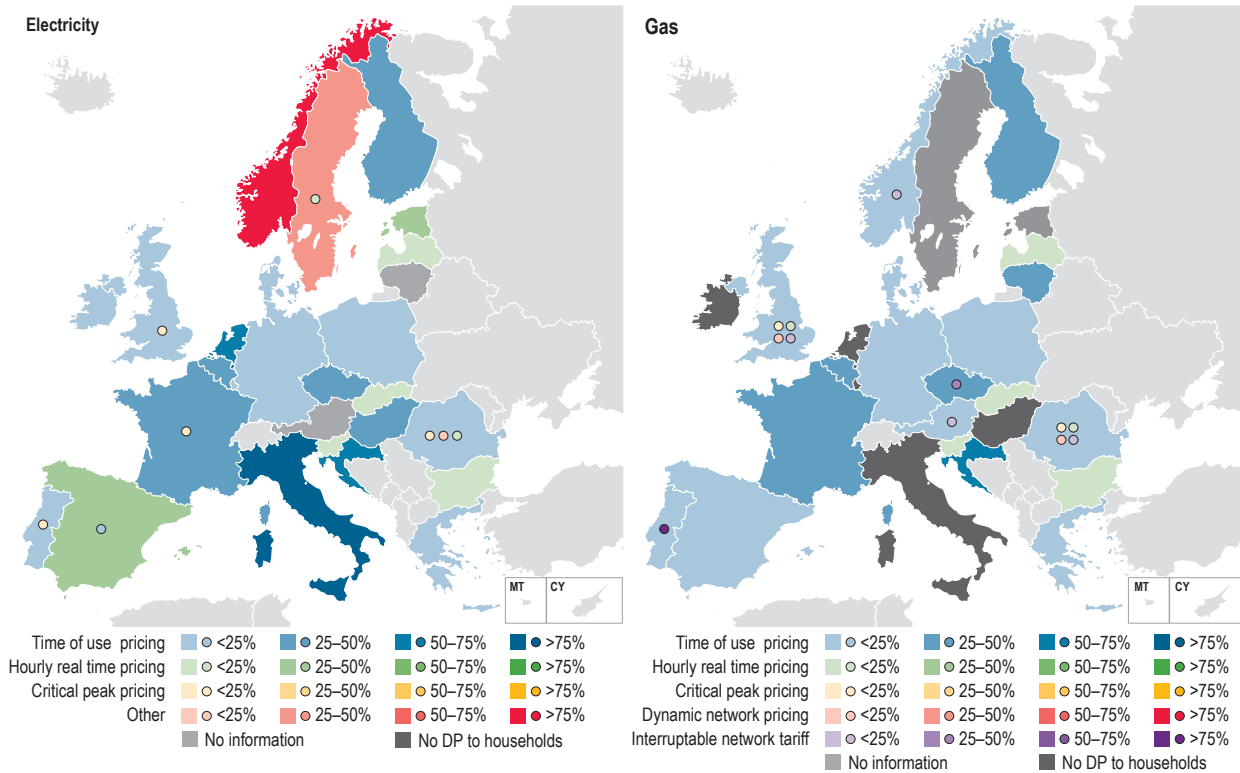 Electricity
MT
CY
Time of use pricing <25% <25% 25–50% 50–75% >75%
Hourly real time pricing <25% 25–50% 50–75% >75%
Critical peak pricing <25% 25–50% 50–75% >75%
Other <25% 25–50% 50–75% >75%
No information No DP to households
Gas
MT
CY
Time of use pricing <25% 25–50% 50–75% >75%
Hourly real time pricing <25% 25–50% 50–75% >75%
Critical peak pricing <25% 25–50% 50–75% >75%
Dynamic network pricing <25% 25–50% 50–75% >75%
Interruptable network tariff <25% 25–50% 50–75% >75%
No information No DP to households